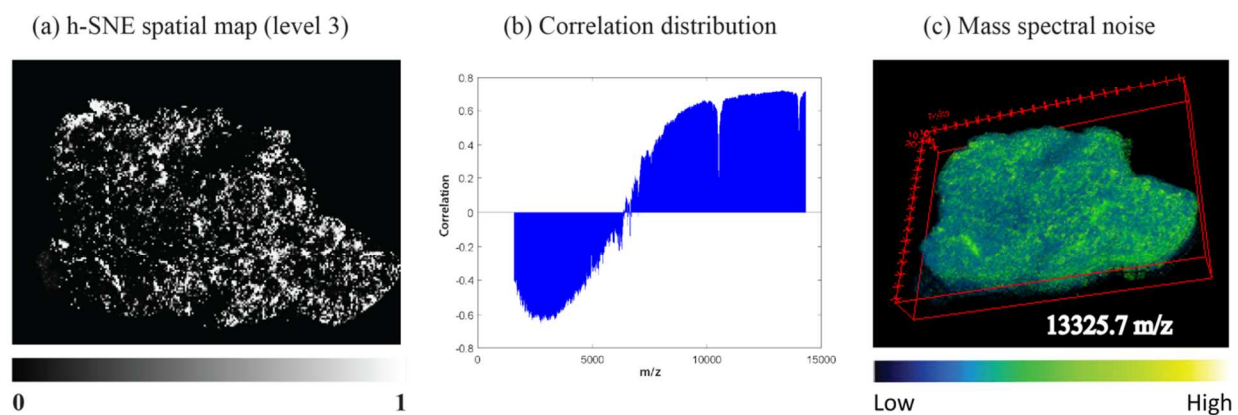 (a) h-SNE spatial map (level 3)
(b) Correlation distribution
(c) Mass spectral noise
0.8
0.6
0.4
0.2
0
-0.2
-0.4
-0.6
-0.8
Correlation
0
5000
10000
15000
m/z
13325.7 m/z
0
1
Low
High